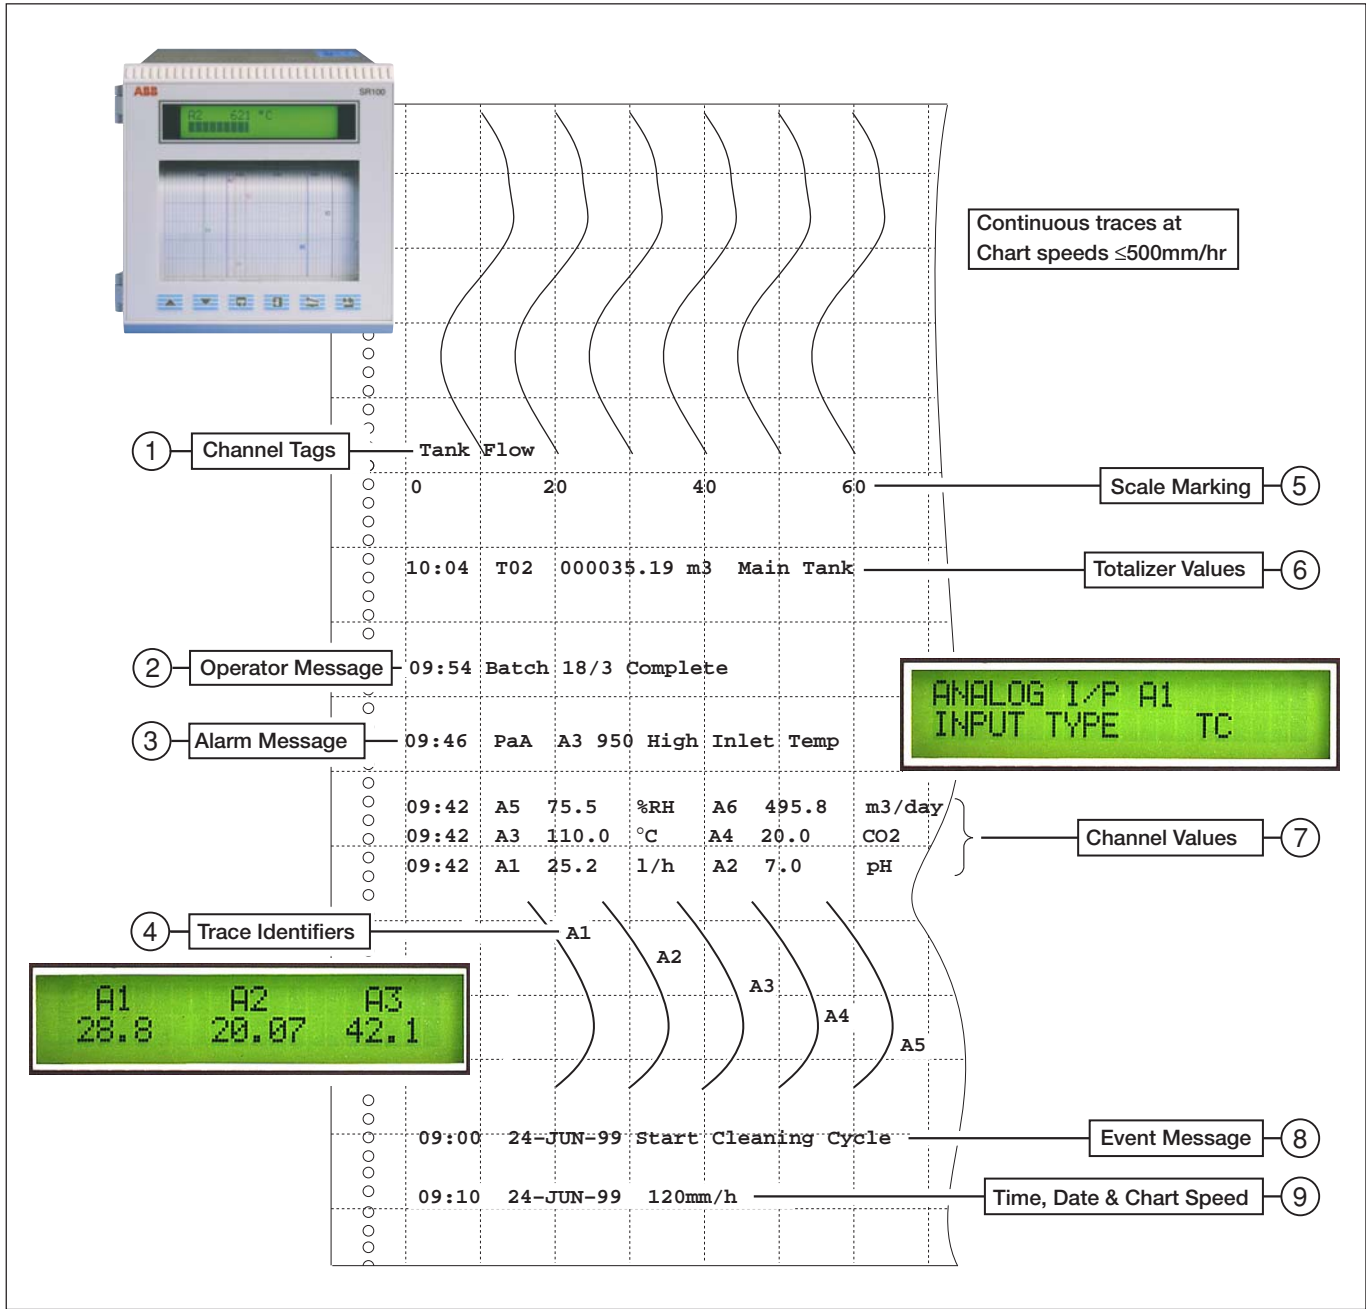 ABB
SR100
A2 621 °C
Continuous traces at
Chart speeds ≤500mm/hr
1 Channel Tags
Tank Flow
0 20 40 60
Scale Marking 5
10:04 T02 000035.19 m3 Main Tank
Totalizer Values 6
2 Operator Message
09:54 Batch 18/3 Complete
ANALOG I/P A1
INPUT TYPE TC
3 Alarm Message
09:46 PaA A3 950 High Inlet Temp
09:42 A5 75.5 %RH A6 495.8 m3/day
09:42 A3 110.0 °C A4 20.0 CO2
09:42 A1 25.2 l/h A2 7.0 pH
Channel Values 7
4 Trace Identifiers
A1
A2
A3
A4
A5
A1 A2 A3
28.8 20.07 42.1
09:00 24-JUN-99 Start Cleaning Cycle
Event Message 8
09:10 24-JUN-99 120mm/h
Time, Date & Chart Speed 9